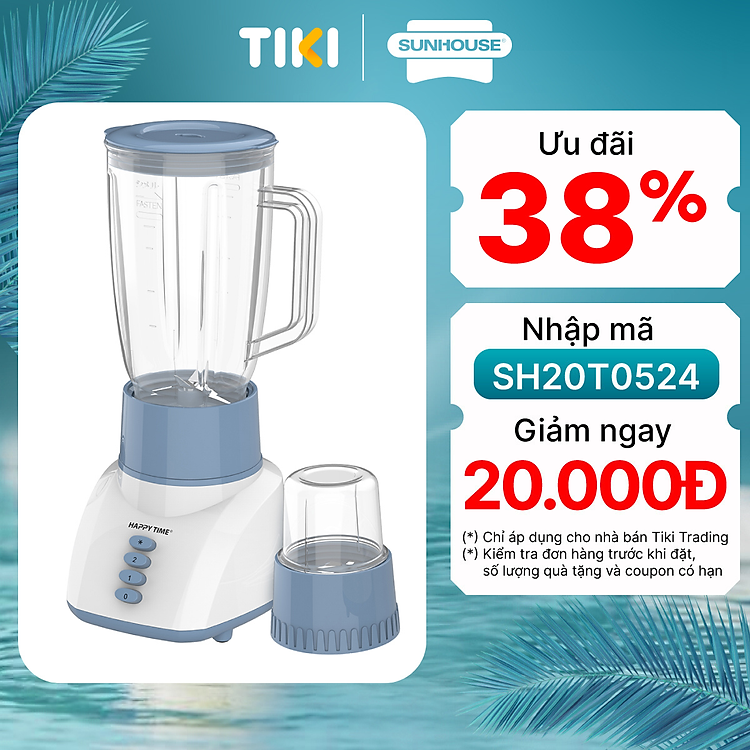 TIKI
SUNHOUSE®
Ưu đãi
38%
Nhập mã
SH20T0524
Giảm ngay
20.000Đ
(*) Chỉ áp dụng cho nhà bán Tiki Trading
(*) Kiểm tra đơn hàng trước khi đặt,
số lượng quà tặng và coupon có hạn
FASTEN
HAPPY TIME®
*
2
1
0